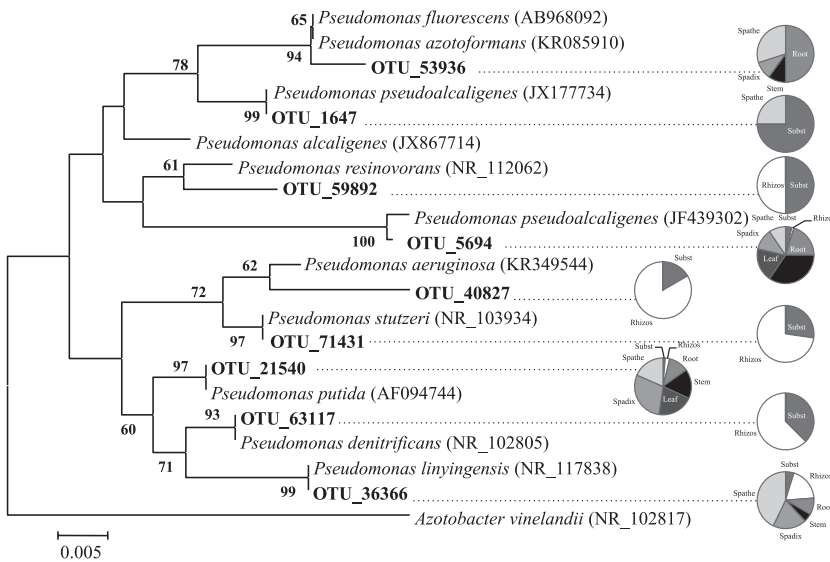 65
Pseudomonas fluorescens (AB968092)
Pseudomonas azotoformans (KR085910)
94
OTU_53936
Spathe
Root
Spadix
Stem
78
Pseudomonas pseudoalcaligenes (JX177734)
99
OTU_1647
Spathe
Subst
Pseudomonas alcaligenes (JX867714)
61
Pseudomonas resinovorans (NR_112062)
OTU_59892
Rhizos
Subst
Pseudomonas pseudoalcaligenes (JF439302)
100
OTU_5694
Spathe
Subst
Rhizo
Spadix
Root
Leaf
62
Pseudomonas aeruginosa (KR349544)
OTU_40827
Subst
Rhizos
72
Pseudomonas stutzeri (NR_103934)
97
OTU_71431
Subst
Rhizos
97
OTU_21540
Subst
Rhizos
Spathe
Root
Stem
Spadix
Leaf
Pseudomonas putida (AF094744)
60
93
OTU_63117
Subst
Rhizos
Pseudomonas denitrificans (NR_102805)
71
Pseudomonas linyingensis (NR_117838)
99
OTU_36366
Subst
Rhizo
Spathe
Roo
Stem
Spadix
Azotobacter vinelandii (NR_102817)
0.005